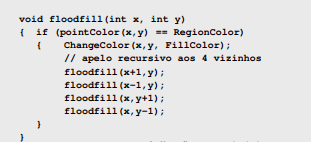 void floodfill(int x, int y)
{ if (pointColor(x,y) == RegionColor)
{ ChangeColor(x,y, FillColor);
// apelo recursivo aos 4 vizinhos
floodfill(x+1,y);
floodfill(x-1,y);
floodfill(x,y+1);
floodfill(x,y-1);
}
}